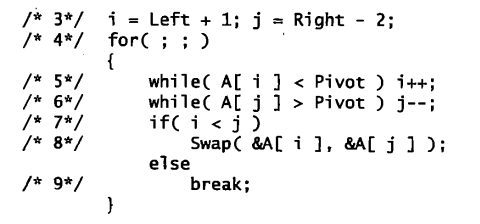 /* 3*/ i = Left + 1; j = Right - 2;
/* 4*/ for( ; ; )
{
/* 5*/ while( A[ i ] < Pivot ) i++;
/* 6*/ while( A[ j ] > Pivot ) j--;
/* 7*/ if( i < j )
/* 8*/ Swap( &A[ i ], &A[ j ] );
else
/* 9*/ break;
}